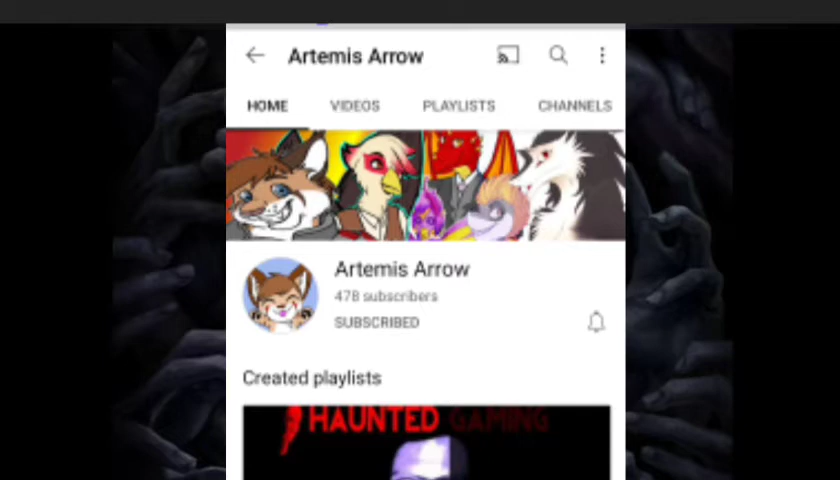 Artemis Arrow
HOME VIDEOS PLAYLISTS CHANNELS
Artemis Arrow
478 subscribers
SUBSCRIBED
Created playlists
HAUNTED GAMING